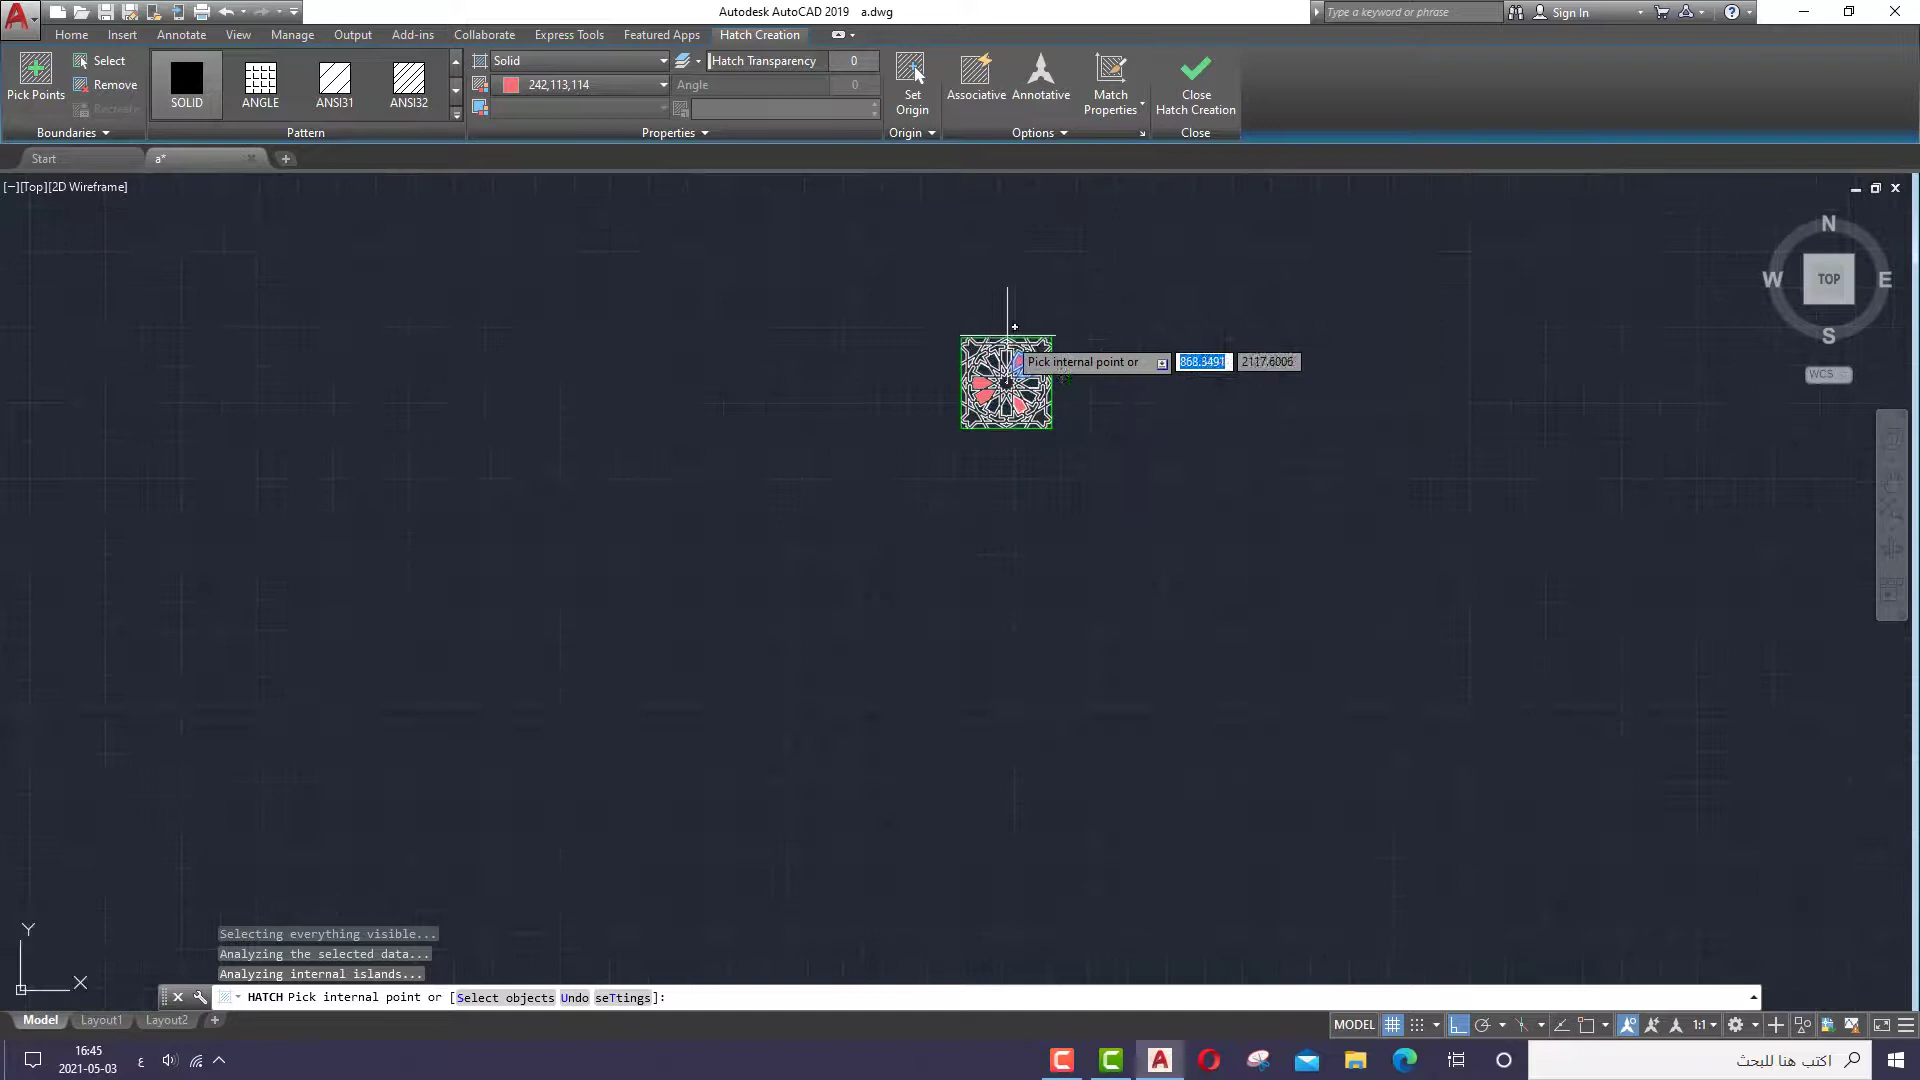 Autodesk AutoCAD 2019 a.dwg
Type a keyword or phrase
Sign In
Home Insert Annotate View Manage Output Add-ins Collaborate Express Tools Featured Apps Hatch Creation
Pick Points
Select
Remove
Recreate
Boundaries
SOLID
ANGLE
ANSI31
ANSI32
Pattern
Solid
242,113,114
Hatch Transparency 0
Angle 0
Properties
Set
Origin
Origin
Associative
Annotative
Match
Properties
Options
Close
Hatch Creation
Close
Start
a*
[−][Top][2D Wireframe]
N
W TOP E
S
WCS
Pick internal point or 868.3491 2117.6006
Y
X
Selecting everything visible...
Analyzing the selected data...
Analyzing internal islands...
HATCH Pick internal point or [Select objects Undo seTtings]:
Model Layout1 Layout2
MODEL
1:1
16:45
2021-05-03
ع
اكتب هنا للبحث